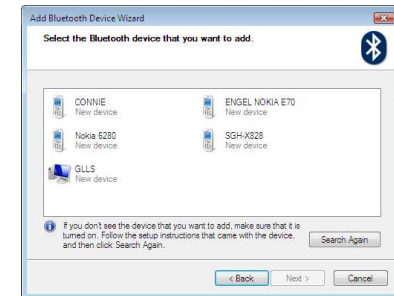 Add Bluetooth Device Wizard
Select the Bluetooth device that you want to add.
CONNIE
New device
ENGEL NOKIA E70
New device
Nokia 6280
New device
SGH-X828
New device
GLLS
New device
If you don't see the device that you want to add, make sure that it is
turned on. Follow the setup instructions that came with the device,
and then click Search Again.
Search Again
< Back
Next >
Cancel